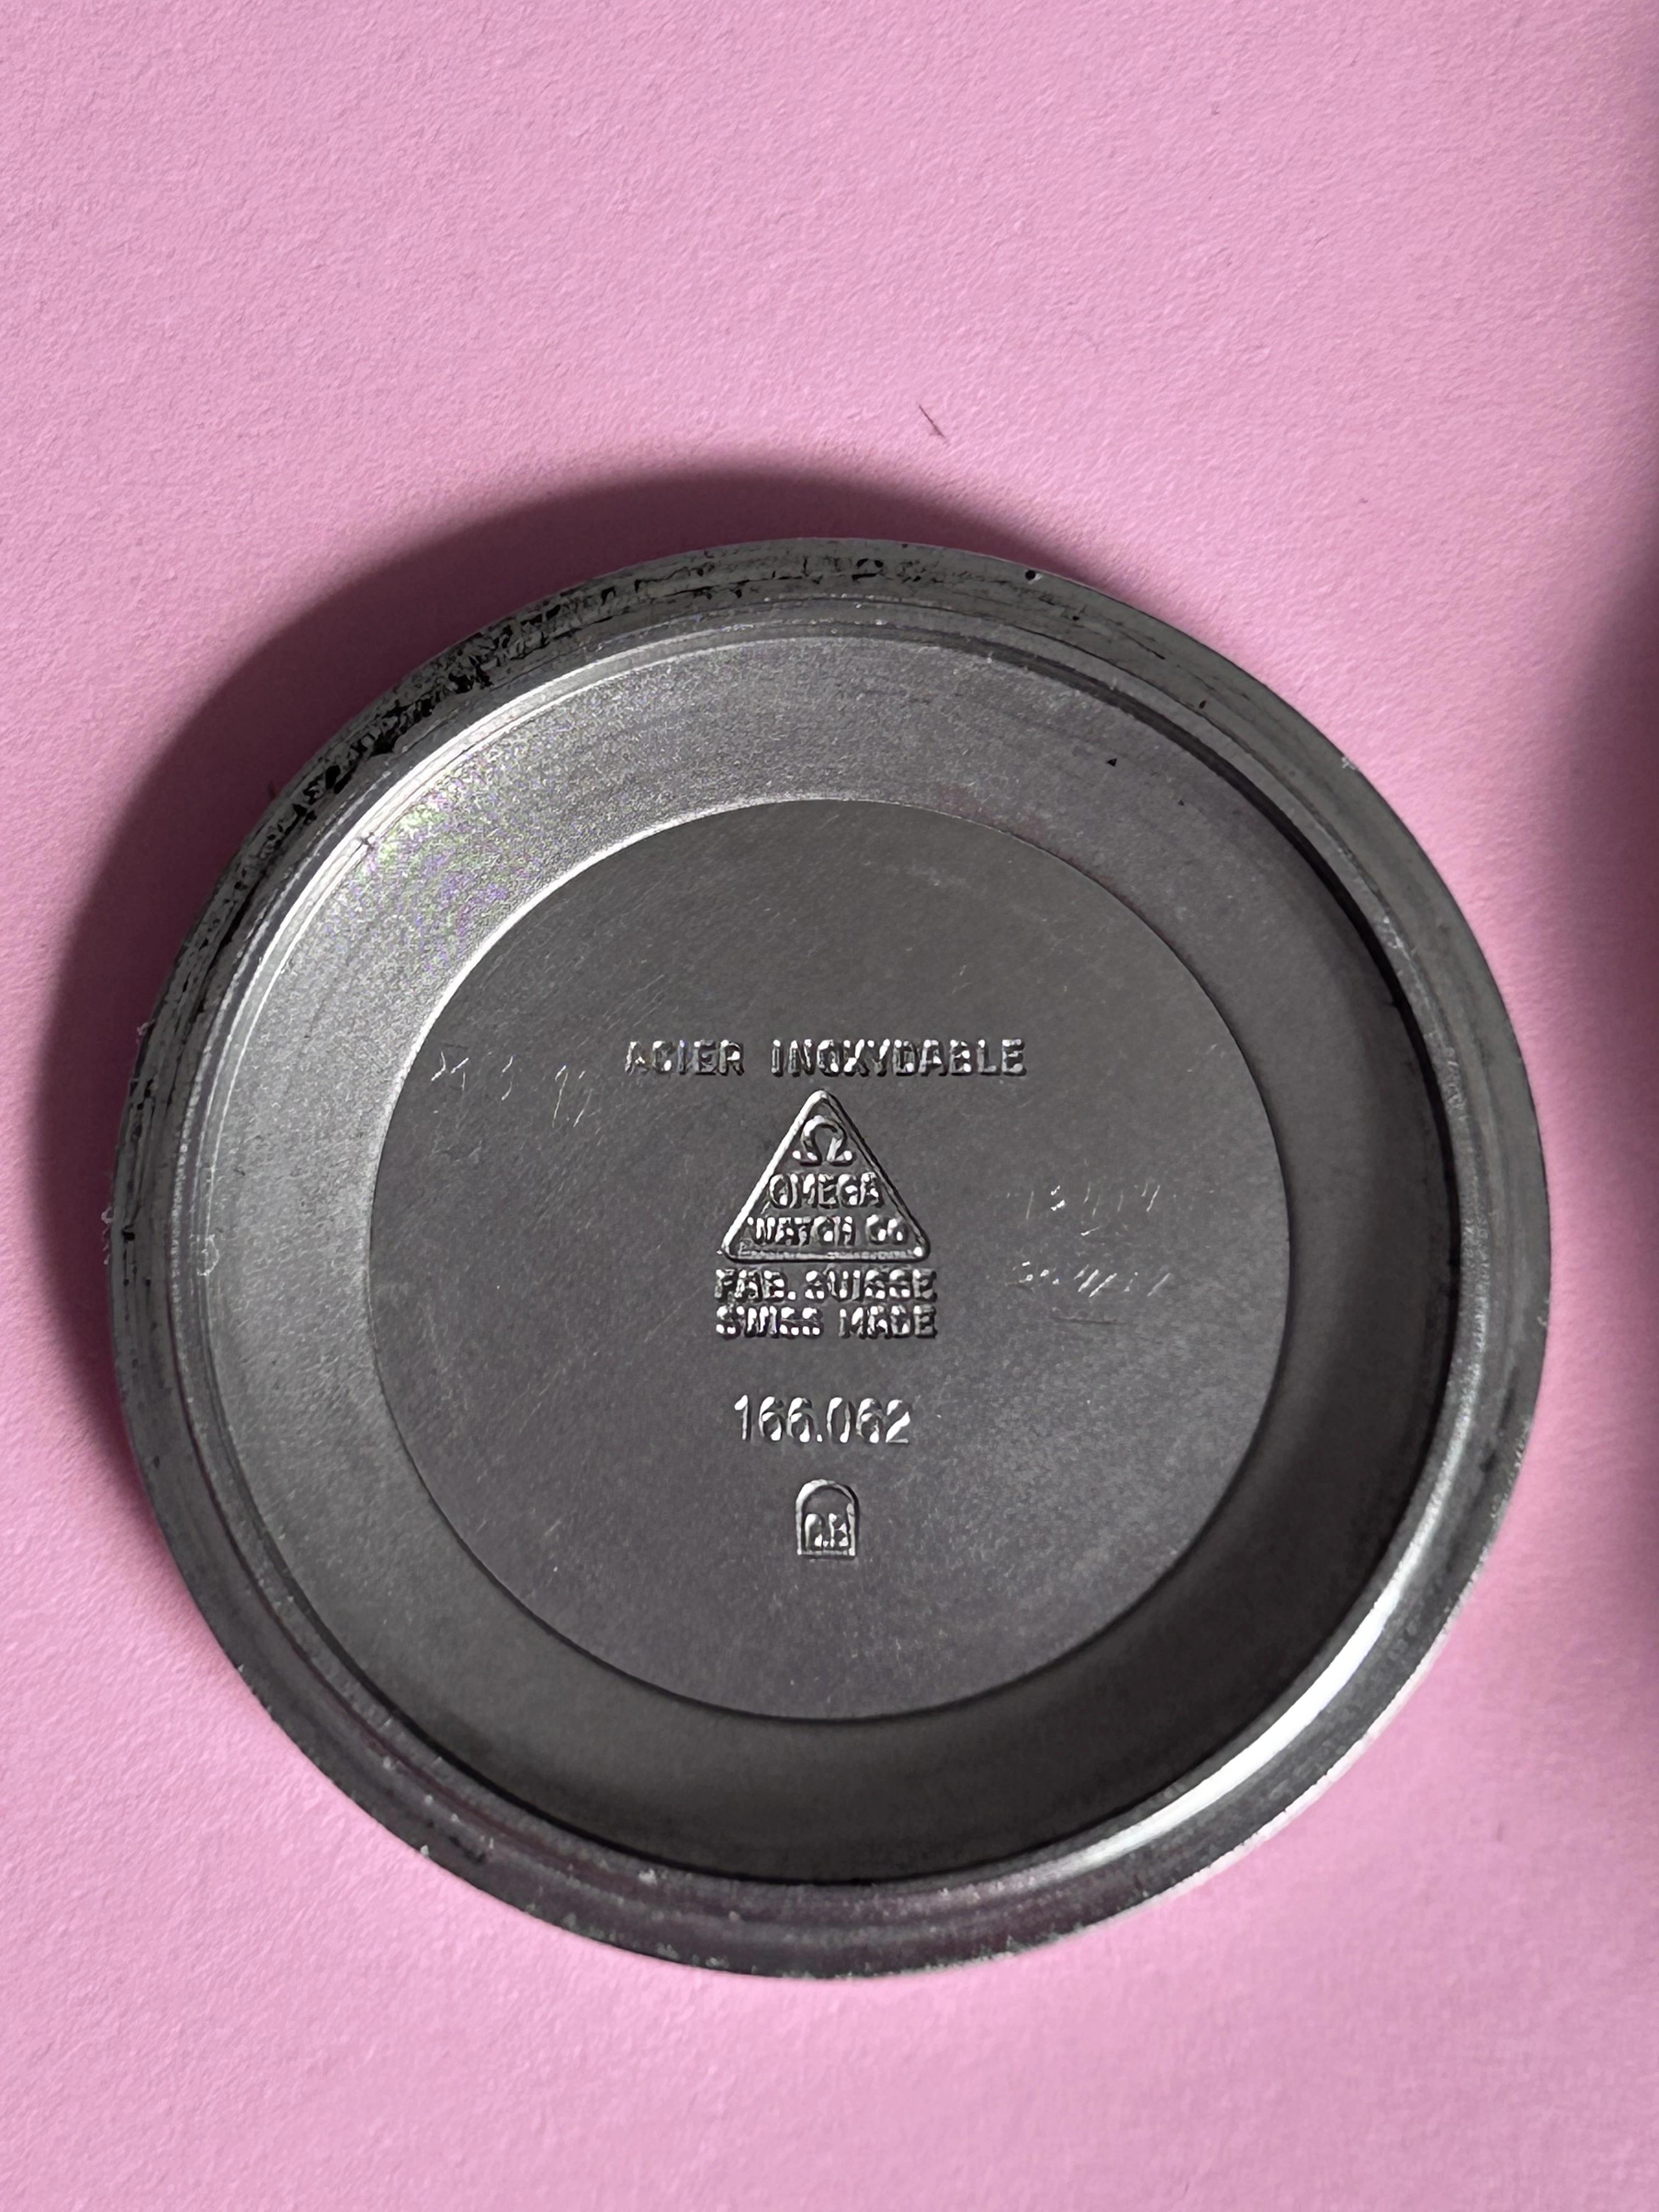 ACIER INOXYDABLE
Ω
OMEGA
WATCH CO
FAB. SUISSE
SWISS MADE
166.062